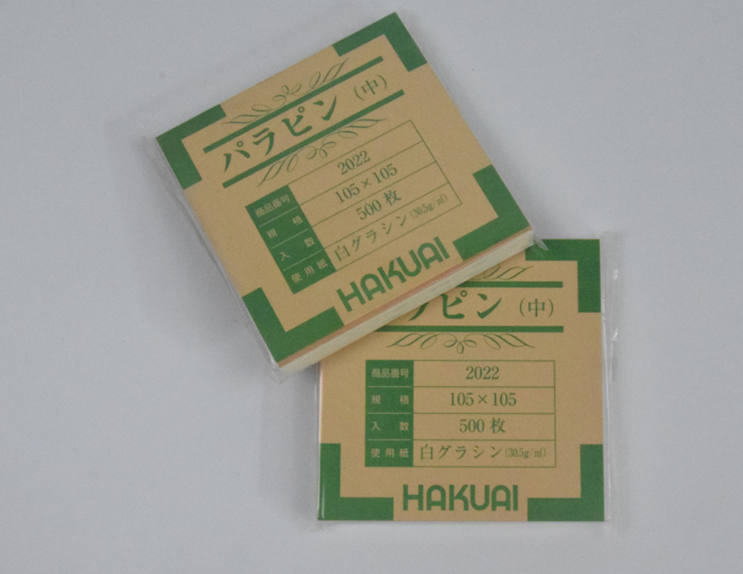 パラピン（中）
商品番号 2022
規格 105×105
入数 500枚
使用紙 白グラシン(30.5g/㎡)
HAKUAI
ラピン（中）
商品番号 2022
規格 105×105
入数 500枚
使用紙 白グラシン(30.5g/㎡)
HAKUAI